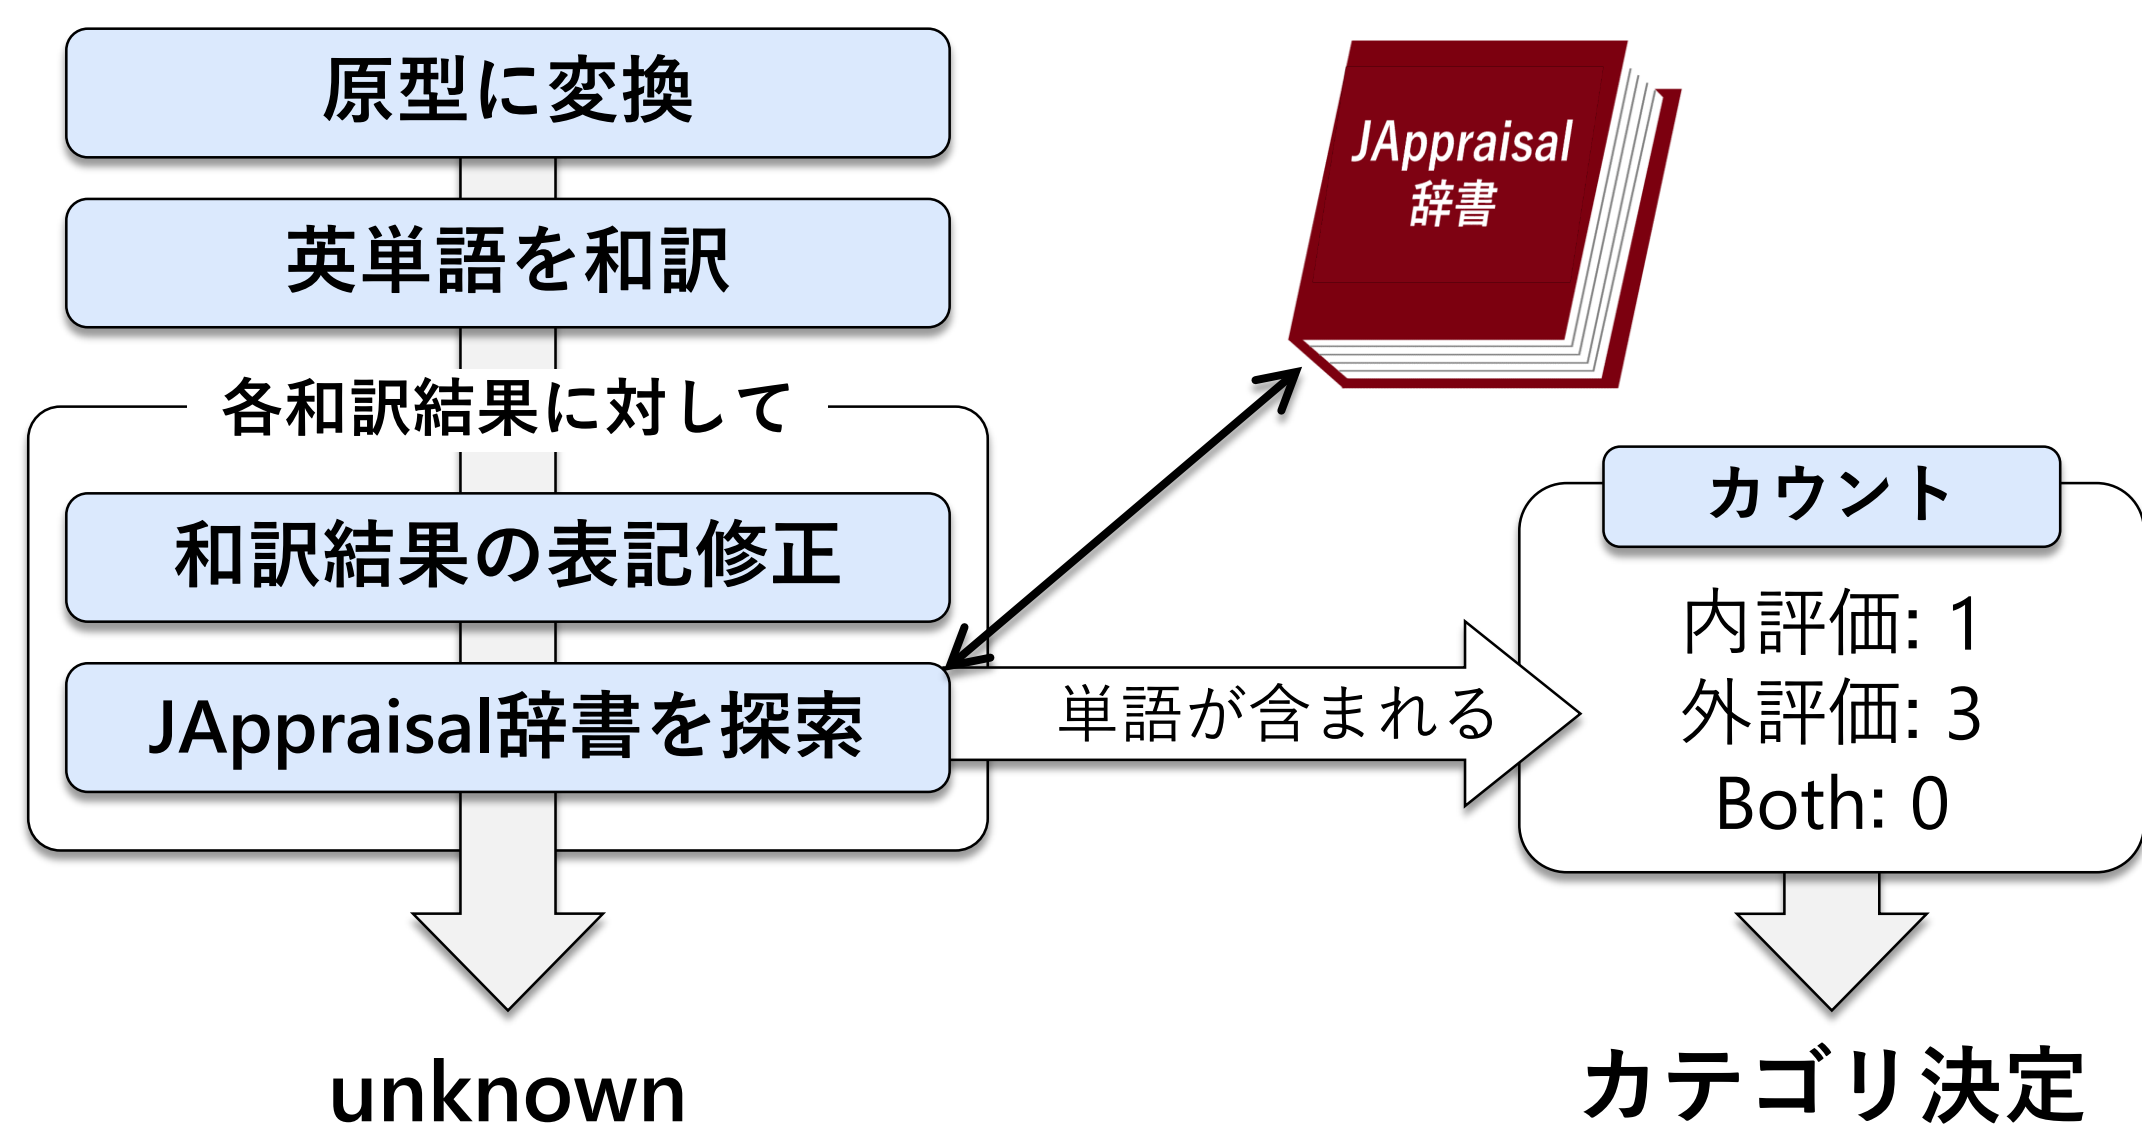 原型に変換
英単語を和訳
各和訳結果に対して
和訳結果の表記修正
JAppraisal辞書を探索
unknown
JAppraisal
辞書
単語が含まれる
カウント
内評価: 1
外評価: 3
Both: 0
カテゴリ決定